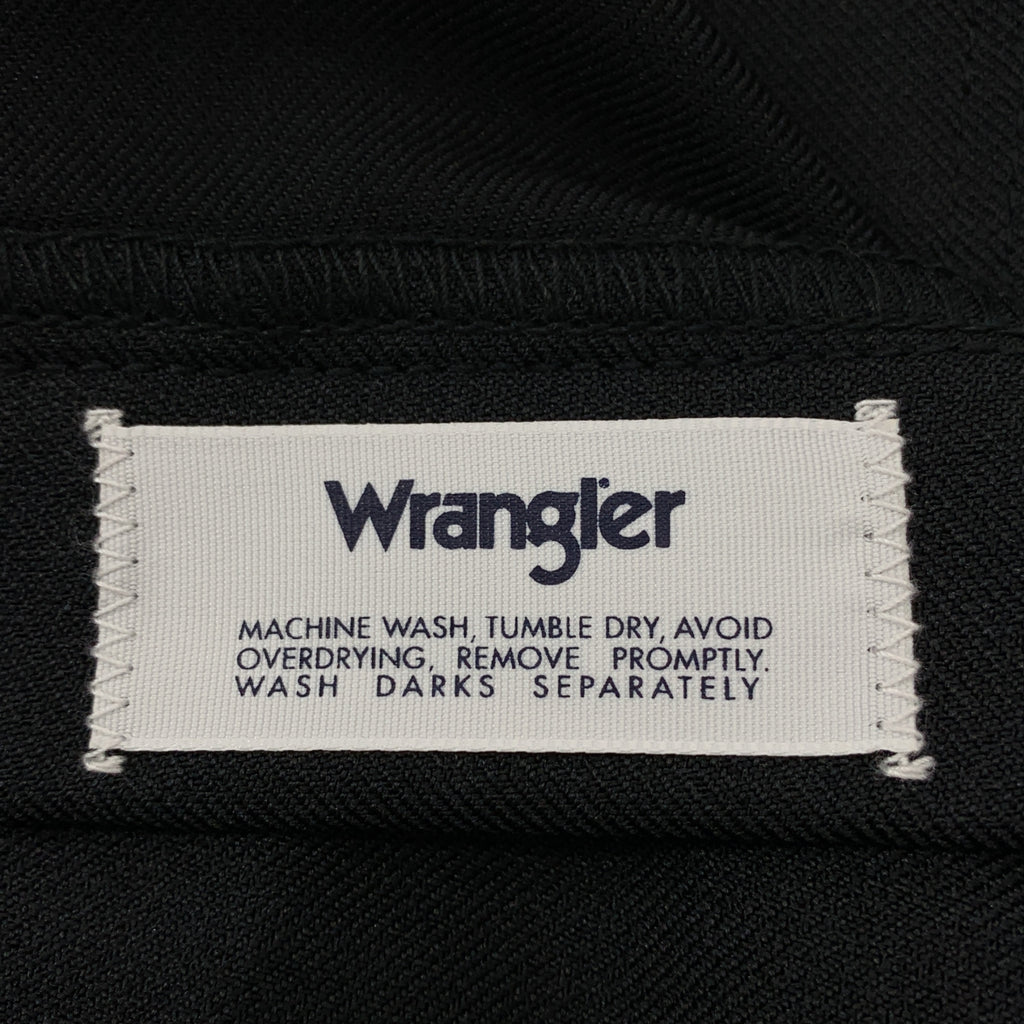 Wrangler
MACHINE WASH, TUMBLE DRY, AVOID
OVERDRYING, REMOVE PROMPTLY.
WASH DARKS SEPARATELY